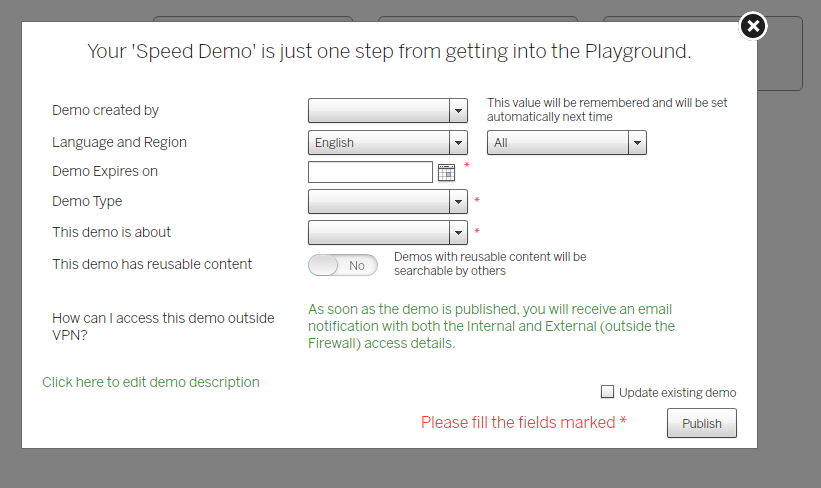 Your 'Speed Demo' is just one step from getting into the Playground.
Demo created by
This value will be remembered and will be set
automatically next time
Language and Region
English
All
Demo Expires on
*
Demo Type
*
This demo is about
*
This demo has reusable content
No
Demos with reusable content will be
searchable by others
How can I access this demo outside
VPN?
As soon as the demo is published, you will receive an email
notification with both the Internal and External (outside the
Firewall) access details.
Click here to edit demo description
Update existing demo
Please fill the fields marked *
Publish